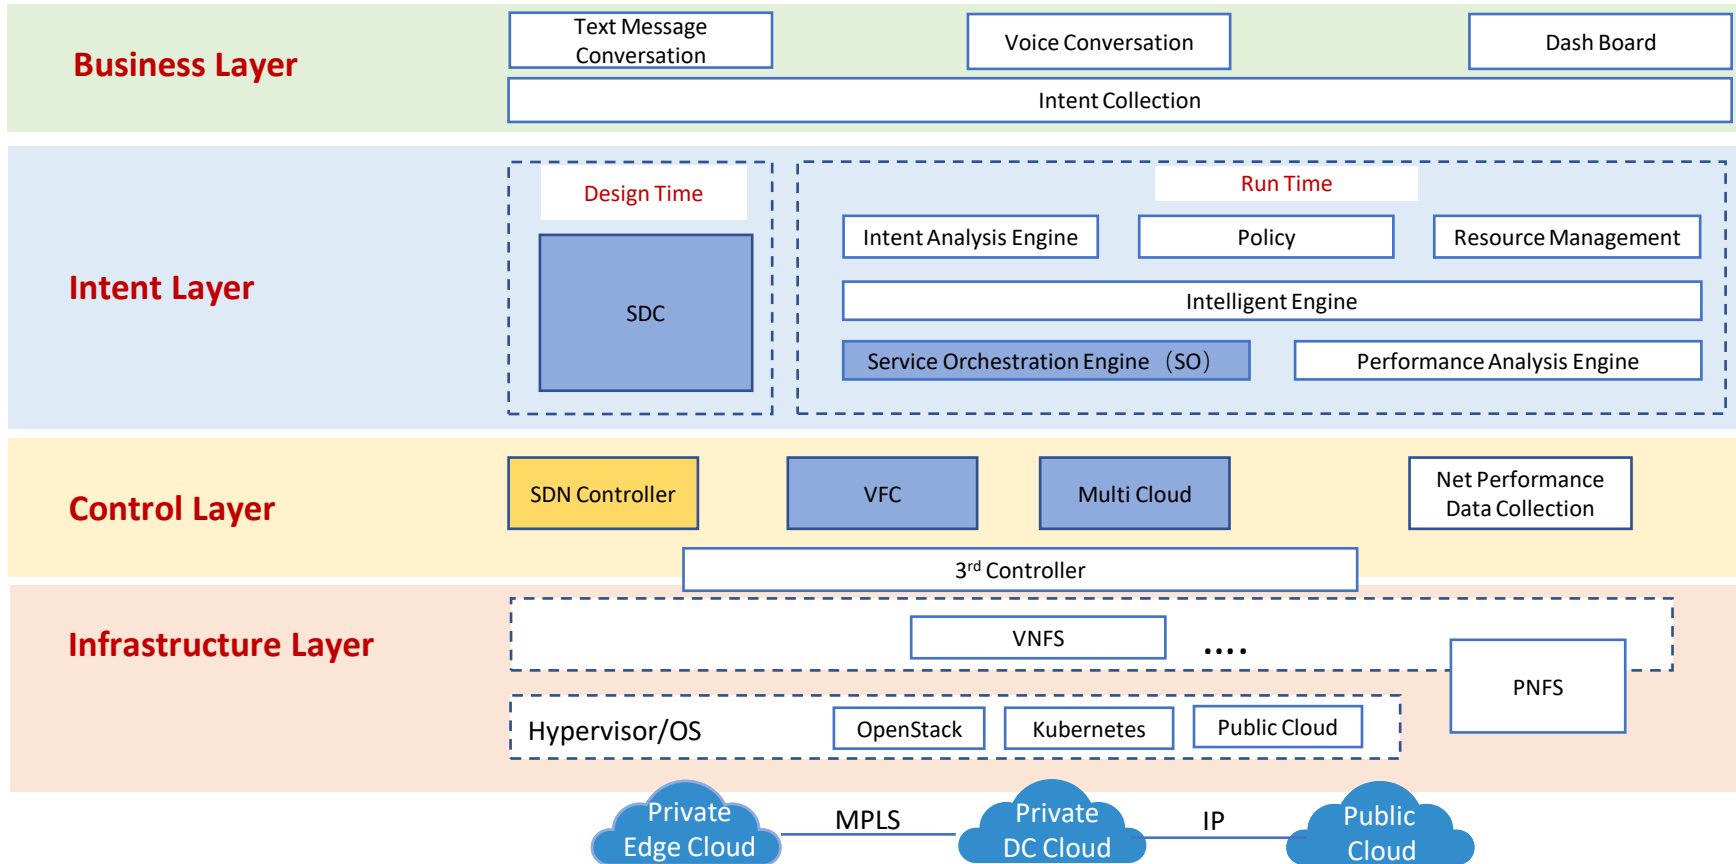 Business Layer
Text Message
Conversation
Voice Conversation
Dash Board
Intent Collection
Intent Layer
Design Time
SDC
Run Time
Intent Analysis Engine
Policy
Resource Management
Intelligent Engine
Service Orchestration Engine（SO）
Performance Analysis Engine
Control Layer
SDN Controller
VFC
Multi Cloud
Net Performance
Data Collection
3rd Controller
Infrastructure Layer
VNFS
....
PNFS
Hypervisor/OS
OpenStack
Kubernetes
Public Cloud
Private
Edge Cloud
MPLS
Private
DC Cloud
IP
Public
Cloud